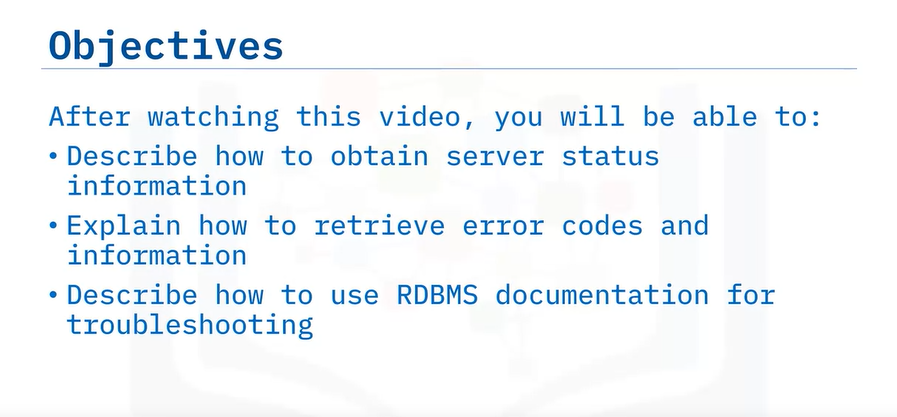 Objectives
After watching this video, you will be able to:
• Describe how to obtain server status
information
• Explain how to retrieve error codes and
information
• Describe how to use RDBMS documentation for
troubleshooting